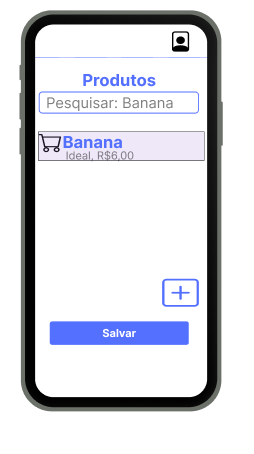 Produtos
Pesquisar: Banana
Banana
Ideal, R$6,00
Salvar